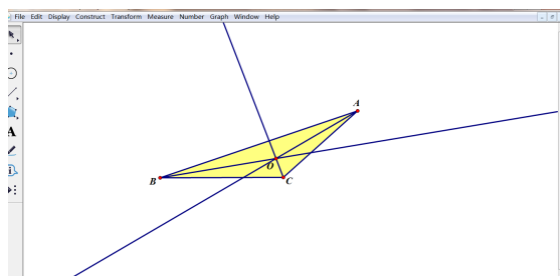 File Edit Display Construct Transform Measure Number Graph Window Help
A
A
O
B
C